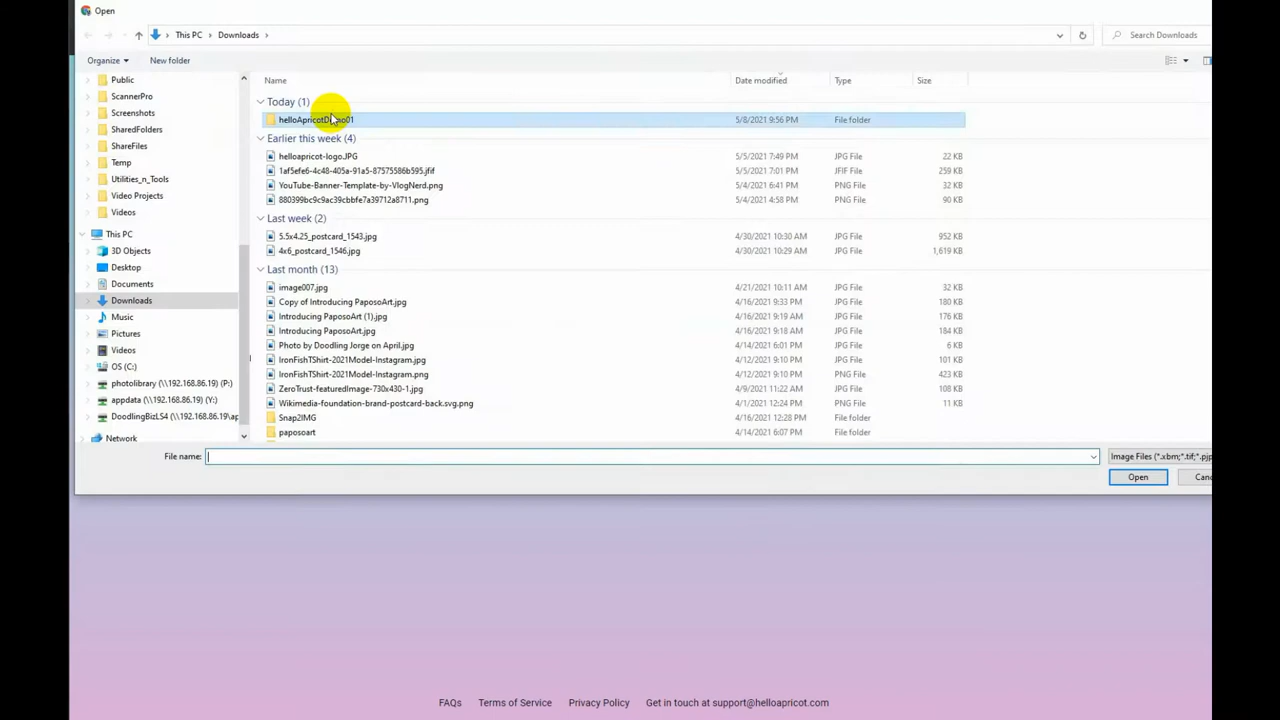 Open
This PC > Downloads >
Search Downloads
Organize
New folder
Public
ScannerPro
Screenshots
SharedFolders
ShareFiles
Temp
Utilities_n_Tools
Video Projects
Videos
This PC
3D Objects
Desktop
Documents
Downloads
Music
Pictures
Videos
OS (C:)
photolibrary (\\192.168.86.19) (P:)
appdata (\\192.168.86.19) (Y:)
DoodlingBizLS4 (\\192.168.86.19\ap
Network
Name Date modified Type Size
Today (1)
helloApricotDemo01 5/8/2021 9:56 PM File folder
Earlier this week (4)
helloapricot-logo.JPG 5/5/2021 7:49 PM JPG File 22 KB
1af5efe6-4c48-405a-91a5-87575586b595.jfif 5/5/2021 7:01 PM JFIF File 259 KB
YouTube-Banner-Template-by-VlogNerd.png 5/4/2021 6:41 PM PNG File 32 KB
880399bc9c9ac39cbbfe7a39712a8711.png 5/4/2021 4:58 PM PNG File 90 KB
Last week (2)
5.5x4.25_postcard_1543.jpg 4/30/2021 10:30 AM JPG File 952 KB
4x6_postcard_1546.jpg 4/30/2021 10:29 AM JPG File 1,619 KB
Last month (13)
image007.jpg 4/21/2021 10:11 AM JPG File 32 KB
Copy of Introducing PaposoArt.jpg 4/16/2021 9:33 PM JPG File 180 KB
Introducing PaposoArt (1).jpg 4/16/2021 9:19 AM JPG File 176 KB
Introducing PaposoArt.jpg 4/16/2021 9:18 AM JPG File 184 KB
Photo by Doodling Jorge on April.jpg 4/14/2021 6:01 PM JPG File 6 KB
IronFishTShirt-2021Model-Instagram.jpg 4/12/2021 9:10 PM JPG File 101 KB
IronFishTShirt-2021Model-Instagram.png 4/12/2021 9:10 PM PNG File 423 KB
ZeroTrust-featuredImage-730x430-1.jpg 4/9/2021 11:22 AM JPG File 108 KB
Wikimedia-foundation-brand-postcard-back.svg.png 4/1/2021 12:24 PM PNG File 11 KB
Snap2IMG 4/16/2021 12:28 PM File folder
paposoart 4/14/2021 6:07 PM File folder
File name:
Image Files (*.xbm;*.tif;*.pjp
Open
Canc
FAQs Terms of Service Privacy Policy Get in touch at support@helloapricot.com